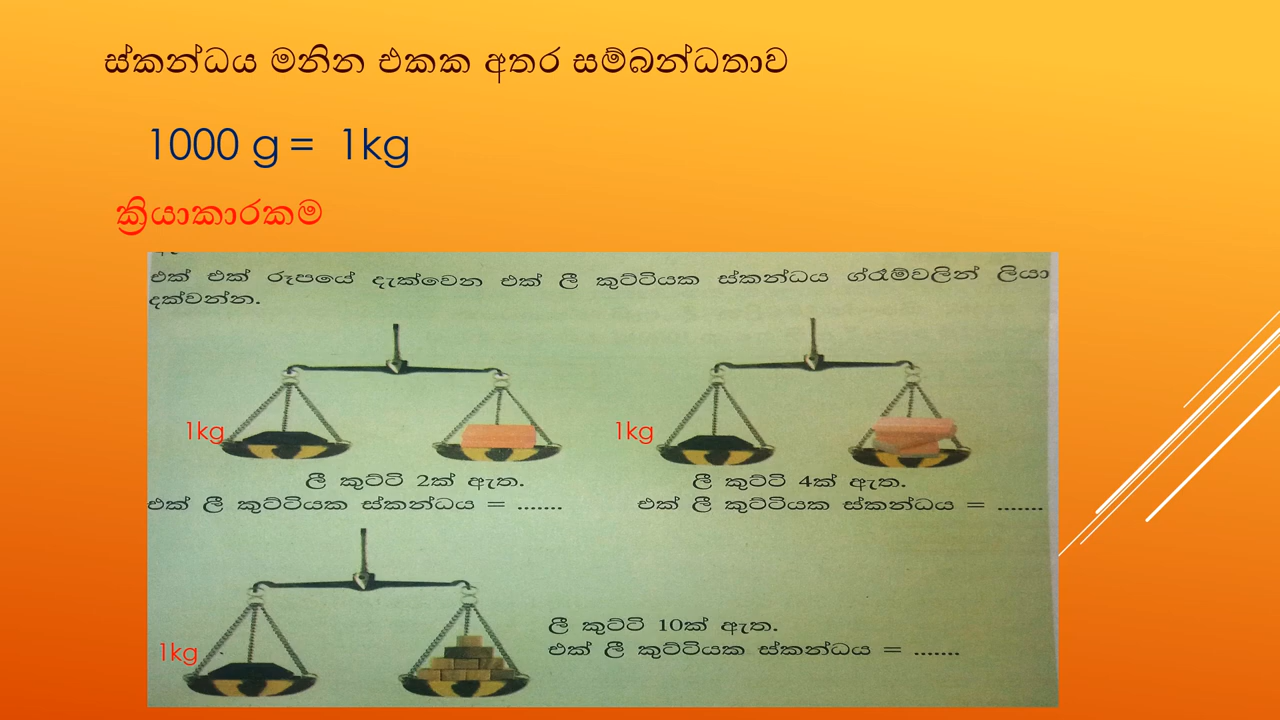 ස්කන්ධය මනින ඒකක අතර සම්බන්ධතාව
1000 g = 1kg
ක්‍රියාකාරකම
එක් එක් රූපයේ දැක්වෙන එක් ලී කුට්ටියක ස්කන්ධය ග්රෑම්වලින් ලියා
දක්වන්න.
1kg
1kg
ලී කුට්ටි 2ක් ඇත.
ලී කුට්ටි 4ක් ඇත.
එක් ලී කුට්ටියක ස්කන්ධය = .......
එක් ලී කුට්ටියක ස්කන්ධය = .......
1kg
ලී කුට්ටි 10ක් ඇත.
එක් ලී කුට්ටියක ස්කන්ධය = .......